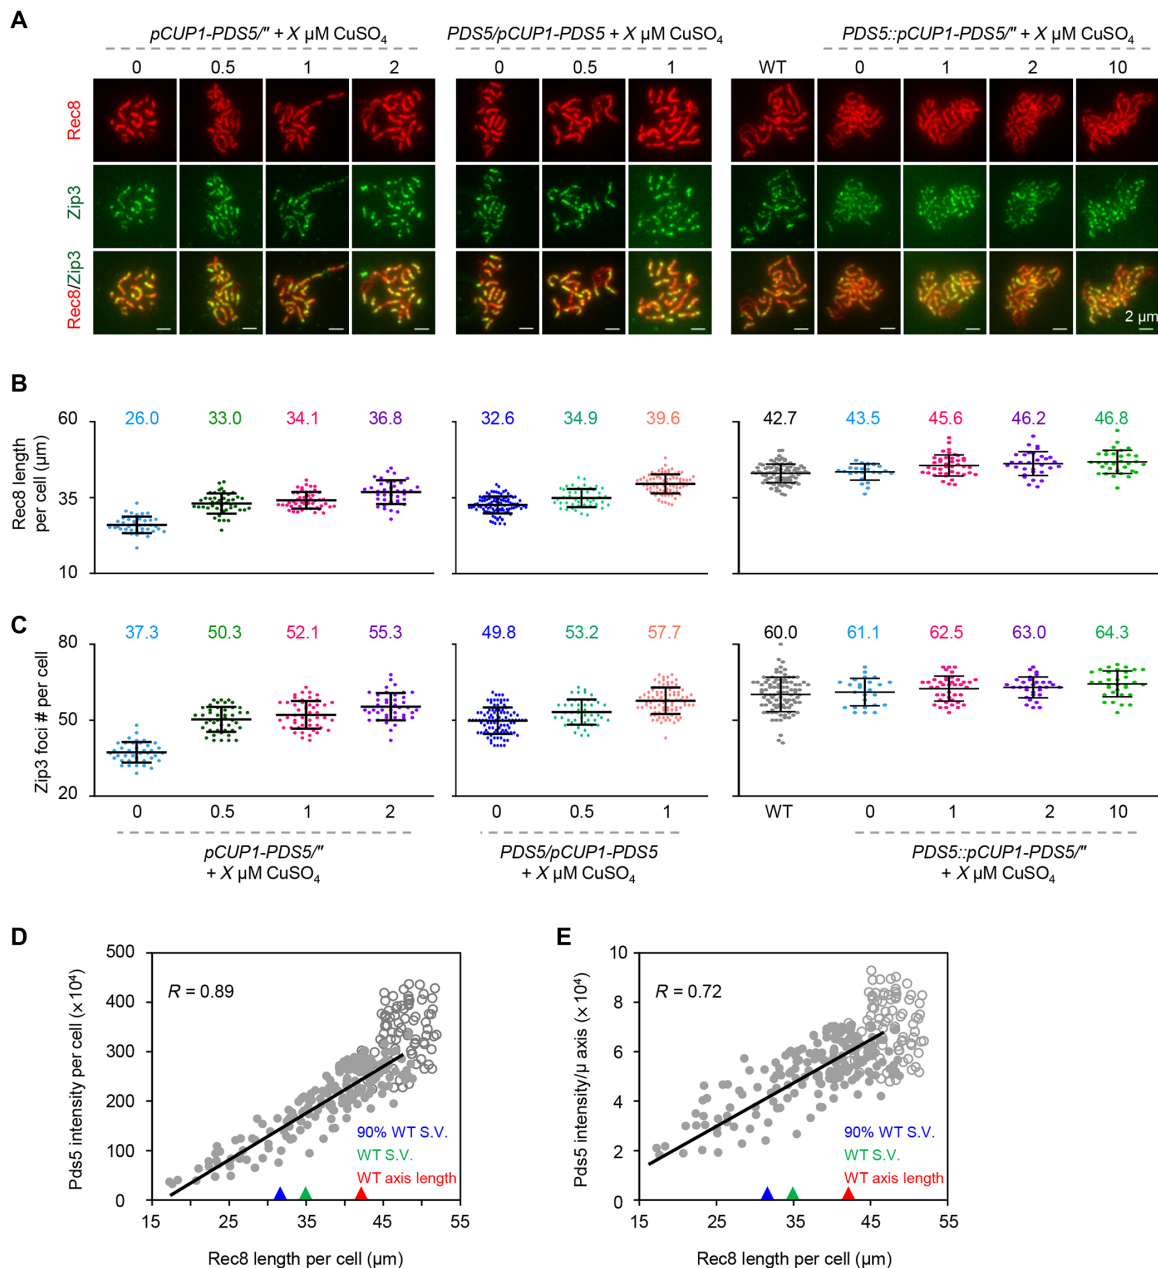 A
pCUP1-PDS5/" + X µM CuSO4
PDS5/pCUP1-PDS5 + X µM CuSO4
PDS5::pCUP1-PDS5/" + X µM CuSO4
0 0.5 1 2
0 0.5 1
WT 0 1 2 10
Rec8
Zip3
Rec8/Zip3
2 µm
B
Rec8 length
per cell (µm)
60
35
10
26.0 33.0 34.1 36.8
32.6 34.9 39.6
42.7 43.5 45.6 46.2 46.8
C
Zip3 foci # per cell
80
50
20
37.3 50.3 52.1 55.3
49.8 53.2 57.7
60.0 61.1 62.5 63.0 64.3
0 0.5 1 2
0 0.5 1
WT 0 1 2 10
pCUP1-PDS5/"
+ X µM CuSO4
PDS5/pCUP1-PDS5
+ X µM CuSO4
PDS5::pCUP1-PDS5/"
+ X µM CuSO4
D
Pds5 intensity per cell (×10⁴)
500
400
300
200
100
0
R = 0.89
90% WT S.V.
WT S.V.
WT axis length
15 25 35 45 55
Rec8 length per cell (µm)
E
Pds5 intensity/µ axis (×10⁴)
10
8
6
4
2
0
R = 0.72
90% WT S.V.
WT S.V.
WT axis length
15 25 35 45 55
Rec8 length per cell (µm)